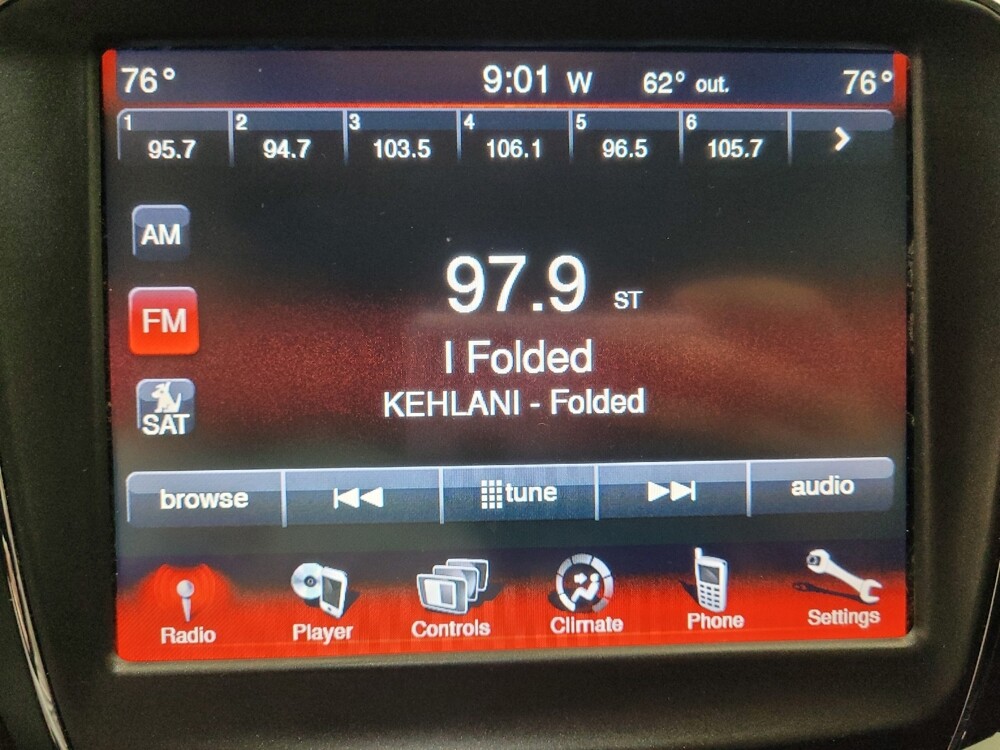 76° 9:01 W 62° out. 76°
1 2 3 4 5 6
95.7 94.7 103.5 106.1 96.5 105.7 >
AM
97.9 ST
FM
I Folded
KEHLANI - Folded
SAT
browse tune audio
Radio Player Controls Climate Phone Settings